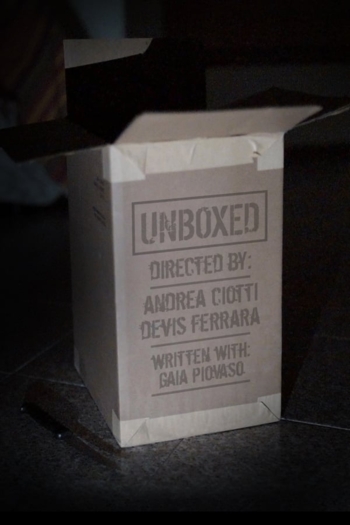 UNBOXED
DIRECTED BY:
ANDREA CIOTTI
DEVIS FERRARA
WRITTEN WITH:
GAIA PIOVASO